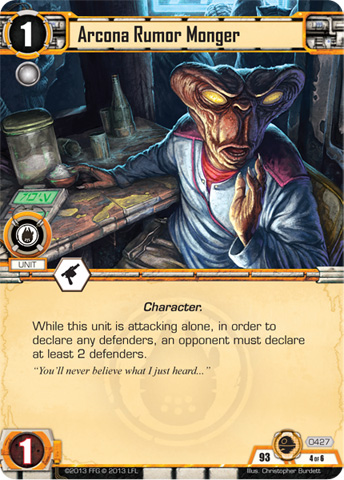 1
Arcona Rumor Monger
UNIT
Character.
While this unit is attacking alone, in order to
declare any defenders, an opponent must declare
at least 2 defenders.
“You’ll never believe what I just heard...”
1
93
4 of 6
0427
©2013 FFG © 2013 LFL
Illus. Christopher Burdett